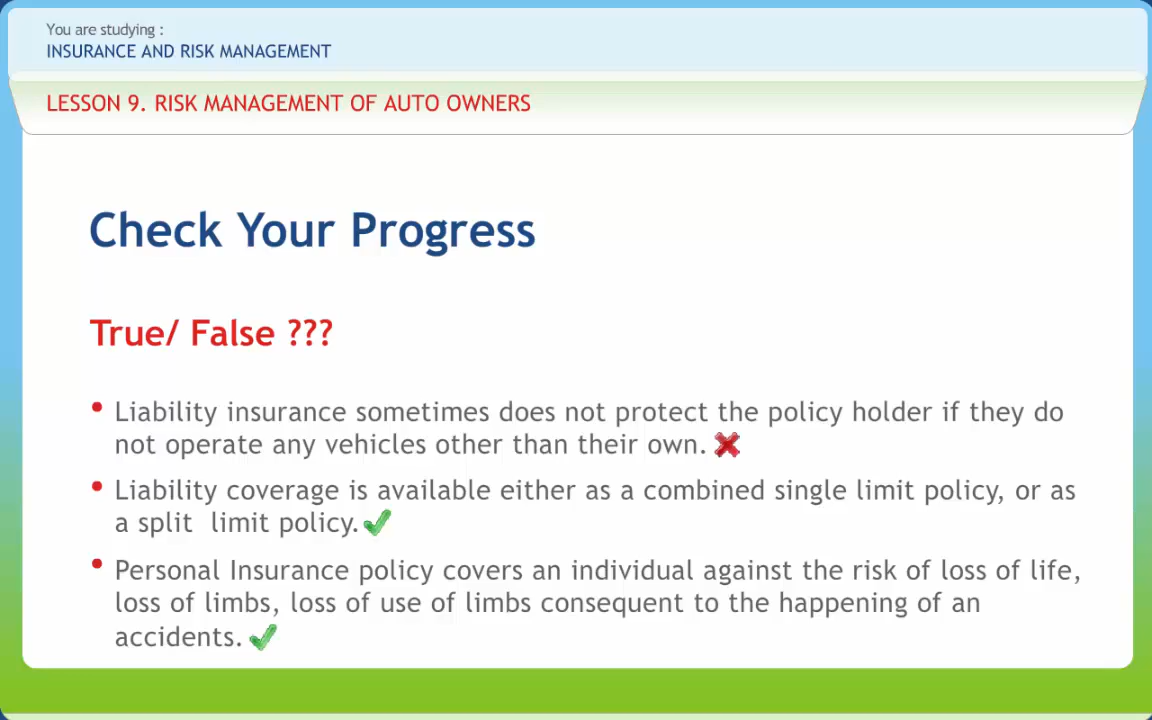 You are studying :
INSURANCE AND RISK MANAGEMENT
LESSON 9. RISK MANAGEMENT OF AUTO OWNERS
Check Your Progress
True/ False ???
• Liability insurance sometimes does not protect the policy holder if they do
not operate any vehicles other than their own.
• Liability coverage is available either as a combined single limit policy, or as
a split  limit policy.
• Personal Insurance policy covers an individual against the risk of loss of life,
loss of limbs, loss of use of limbs consequent to the happening of an
accidents.